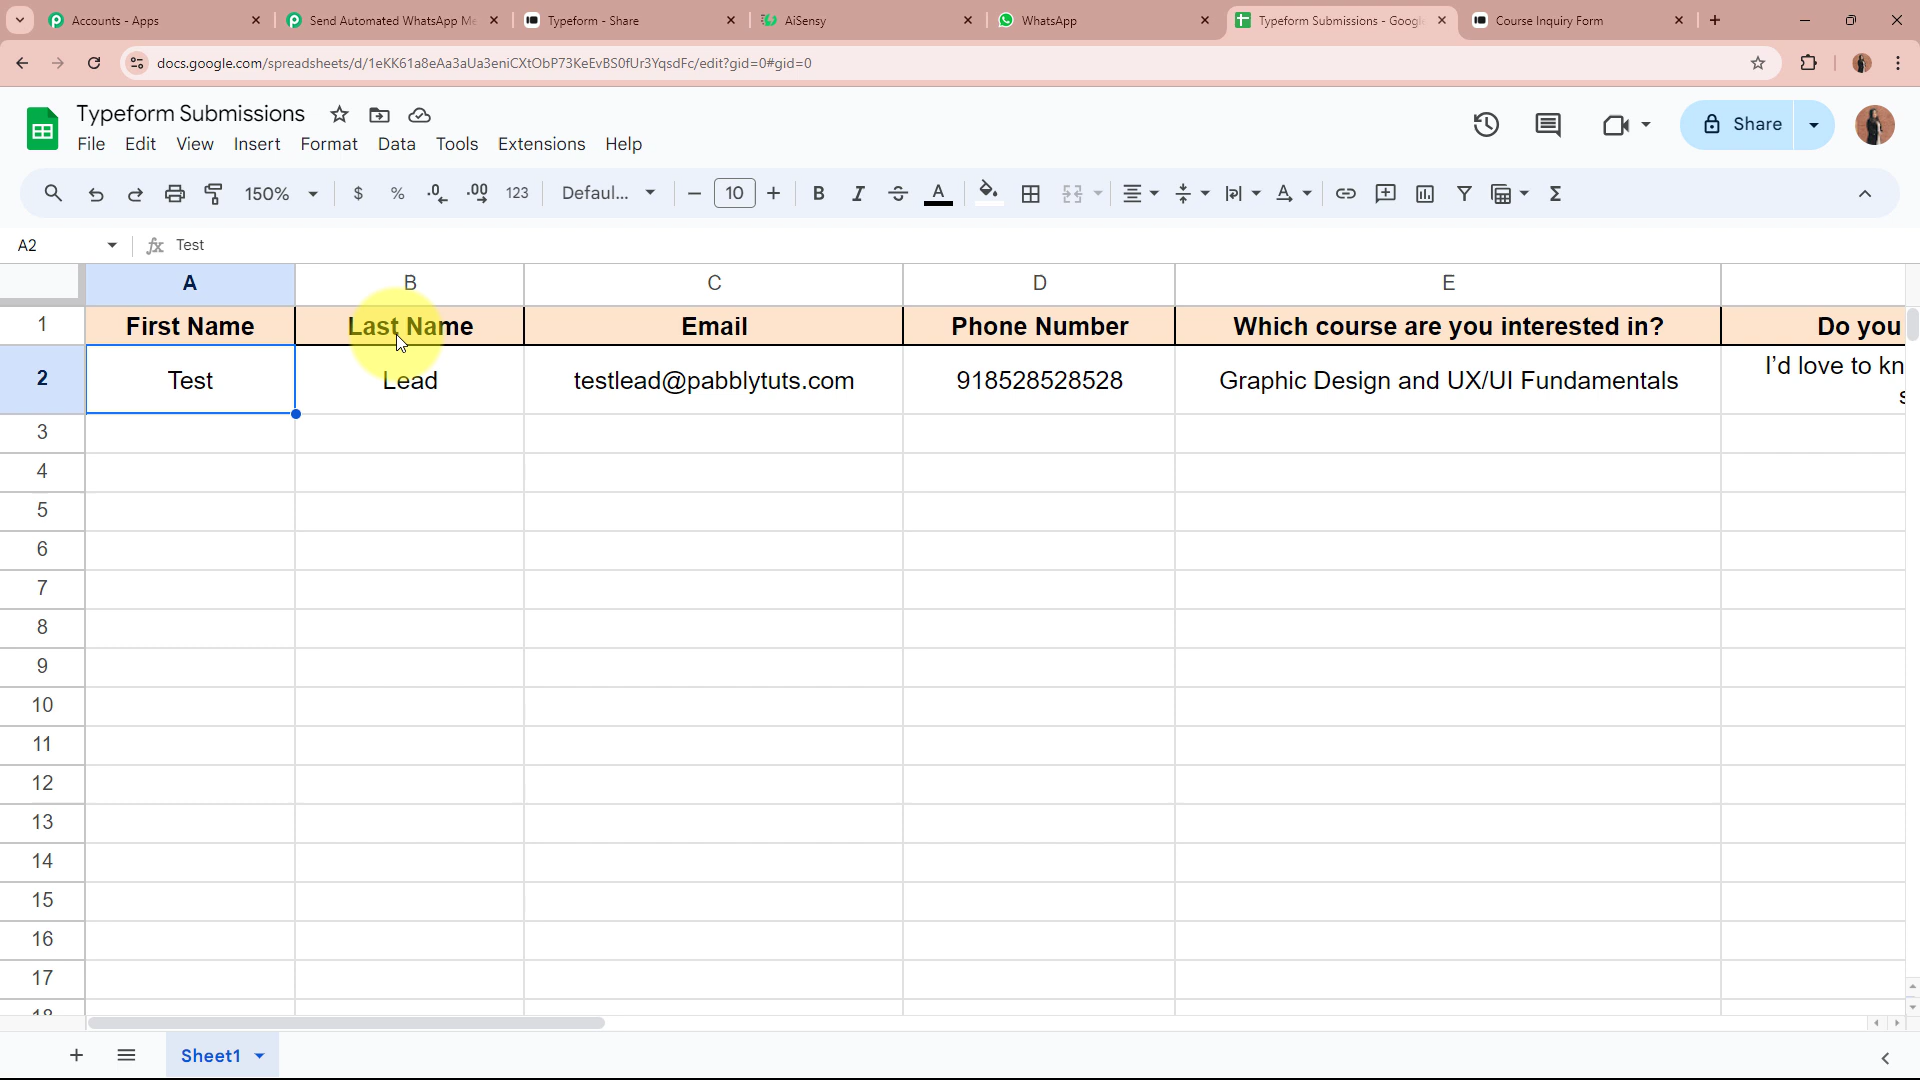 Accounts - Apps
Send Automated WhatsApp Me
Typeform - Share
AiSensy
WhatsApp
Typeform Submissions - Googl
Course Inquiry Form
docs.google.com/spreadsheets/d/1eKK61a8eAa3aUa3eniCXtObP73KeEvBS0fUr3YqsdFc/edit?gid=0#gid=0
Typeform Submissions
File Edit View Insert Format Data Tools Extensions Help
Share
150% $ % .0 .00 123 Defaul... 10 B I S A
A2 fx Test
A B C D E
1 First Name Last Name Email Phone Number Which course are you interested in? Do you
2 Test Lead testlead@pabblytuts.com 918528528528 Graphic Design and UX/UI Fundamentals I'd love to kn
s
3
4
5
6
7
8
9
10
11
12
13
14
15
16
17
18
Sheet1